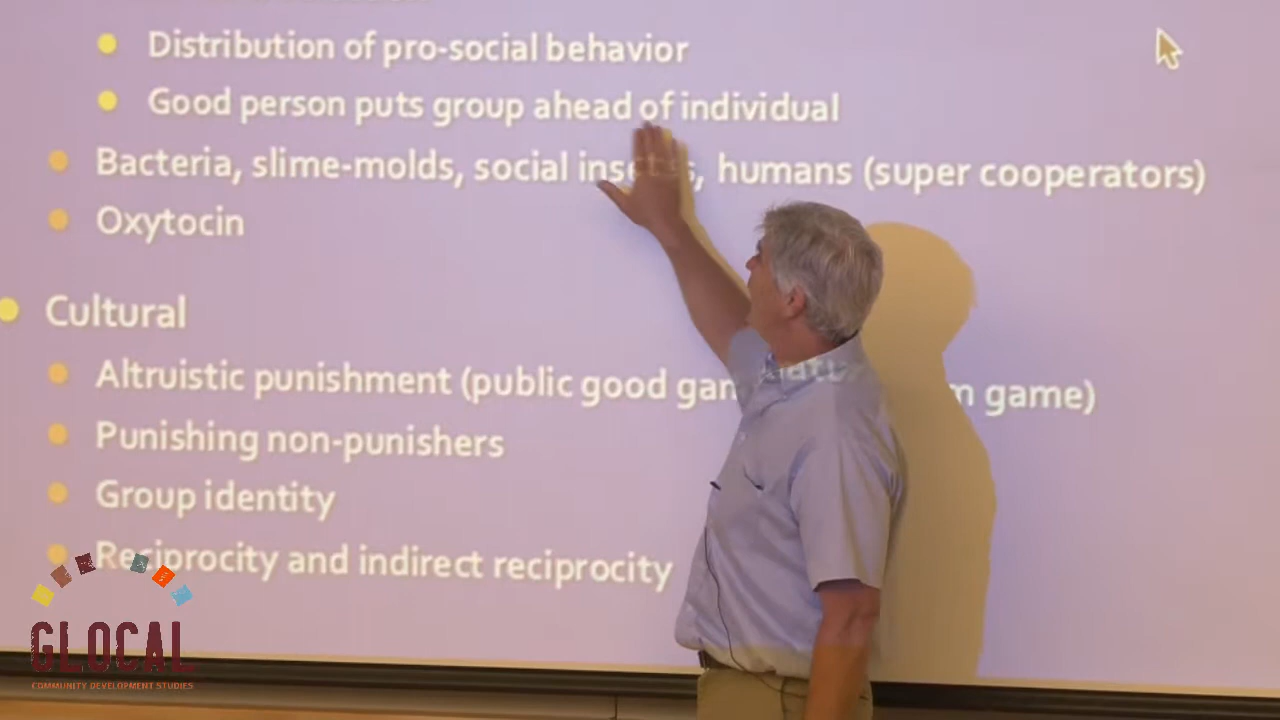 Distribution of pro-social behavior
Good person puts group ahead of individual
Bacteria, slime-molds, social insects, humans (super cooperators)
Oxytocin
Cultural
Altruistic punishment (public good game)
Punishing non-punishers
Group identity
Reciprocity and indirect reciprocity
GLOCAL
COMMUNITY DEVELOPMENT STUDIES